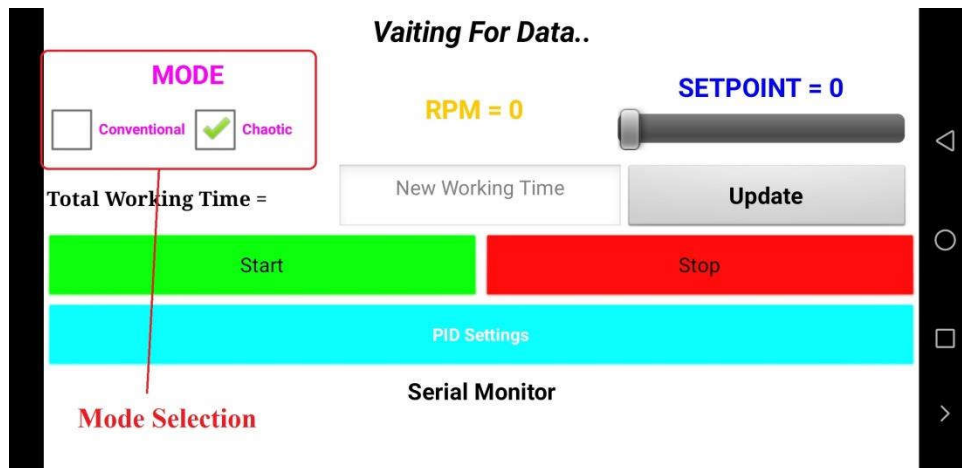 Vaiting For Data..
MODE
Conventional
Chaotic
RPM = 0
SETPOINT = 0
Total Working Time =
New Working Time
Update
Start
Stop
PID Settings
Serial Monitor
Mode Selection